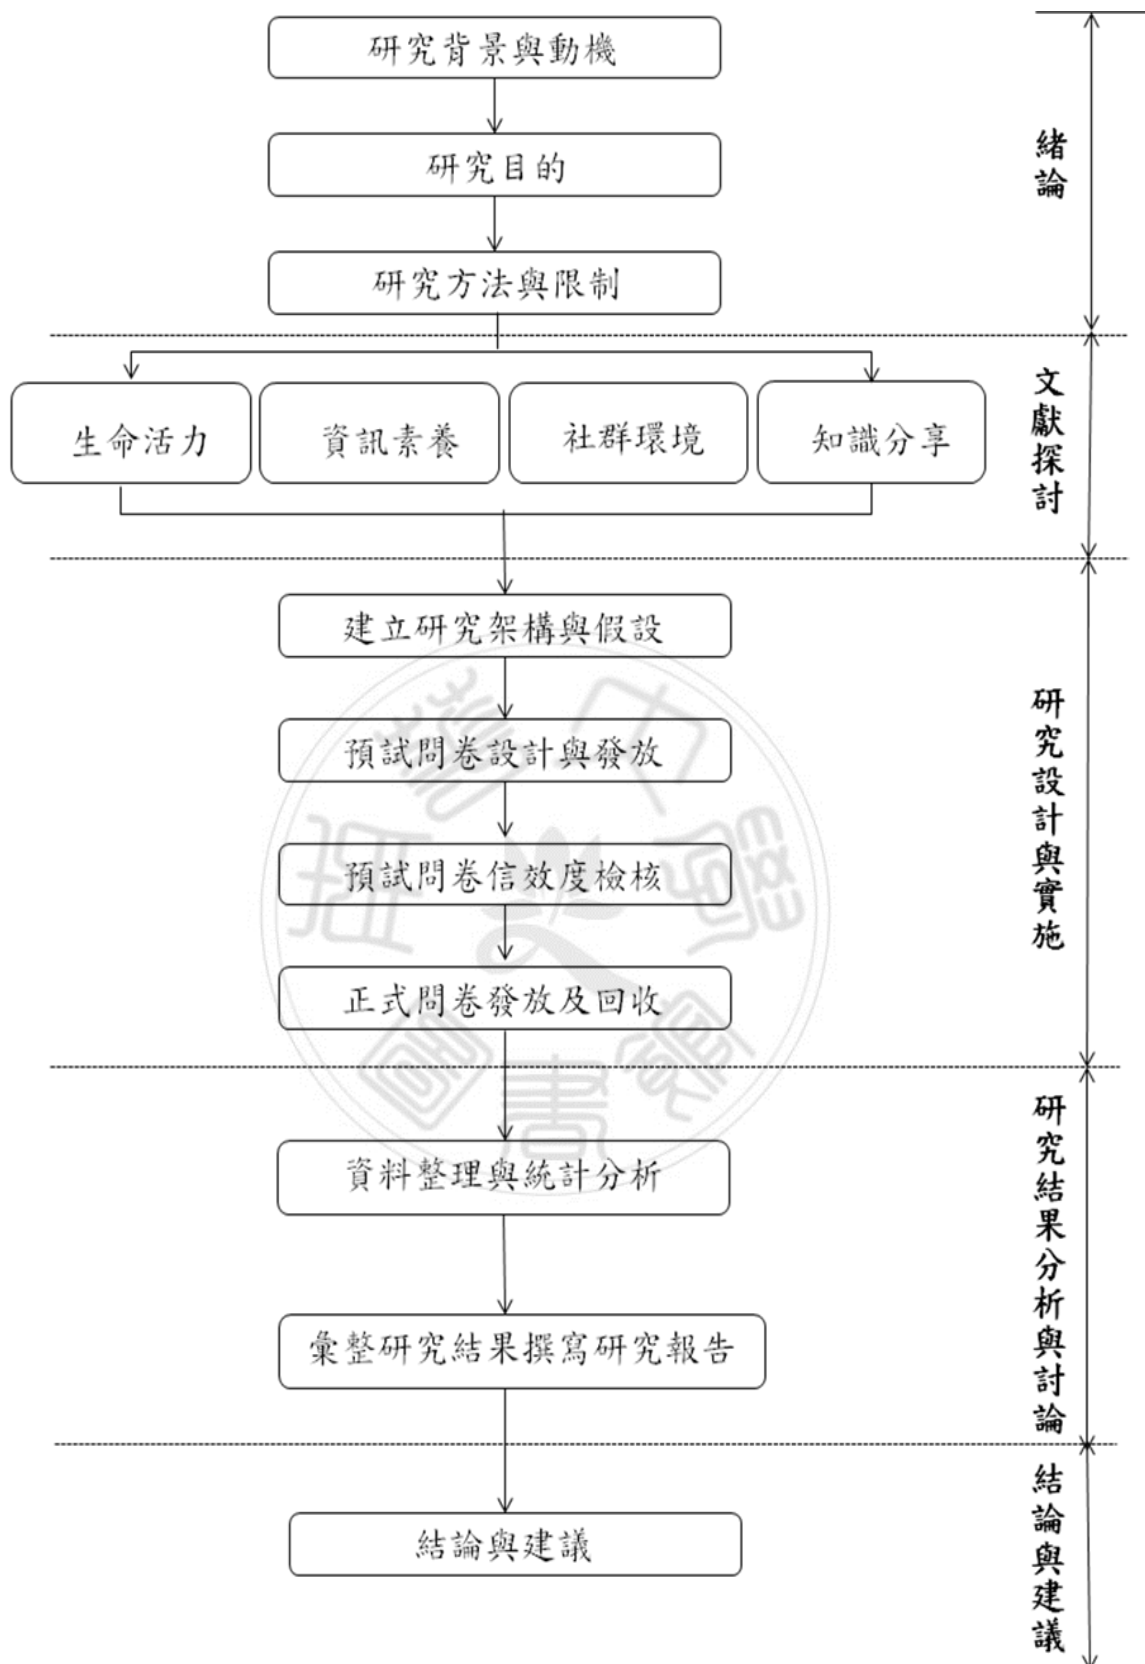 研究背景與動機
研究目的
研究方法與限制
緒論
生命活力
資訊素養
社群環境
知識分享
文獻探討
建立研究架構與假設
預試問卷設計與發放
預試問卷信效度檢核
正式問卷發放及回收
研究設計與實施
資料整理與統計分析
彙整研究結果撰寫研究報告
研究結果分析與討論
結論與建議
結論與建議